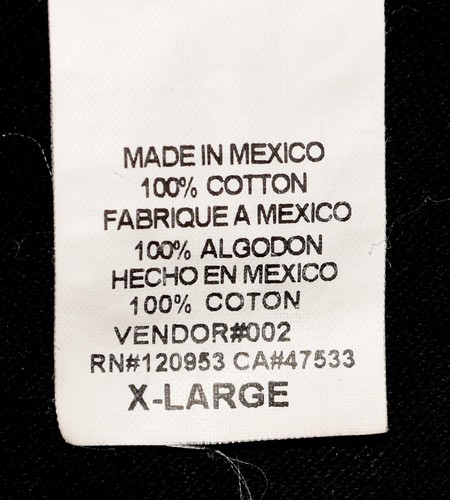 MADE IN MEXICO
100% COTTON
FABRIQUE A MEXICO
100% ALGODON
HECHO EN MEXICO
100% COTON
VENDOR#002
RN#120953 CA#47533
X-LARGE